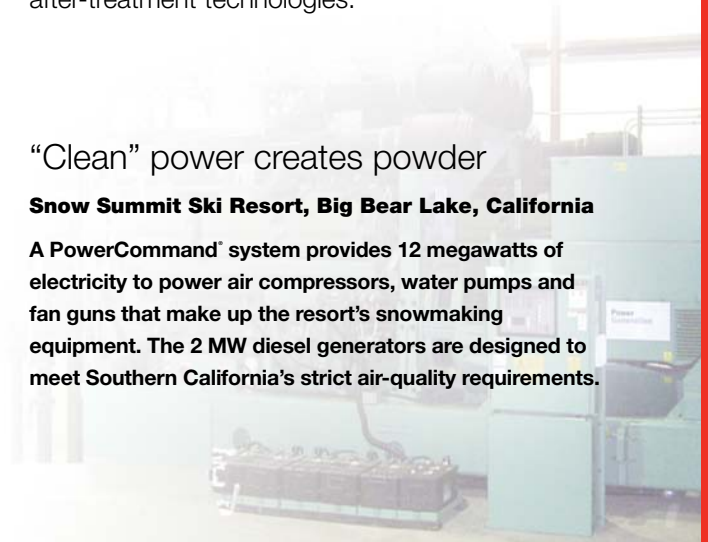 after-treatment technologies.
“Clean” power creates powder
Snow Summit Ski Resort, Big Bear Lake, California
A PowerCommand® system provides 12 megawatts of
electricity to power air compressors, water pumps and
fan guns that make up the resort’s snowmaking
equipment. The 2 MW diesel generators are designed to
meet Southern California’s strict air-quality requirements.
Power
Generation